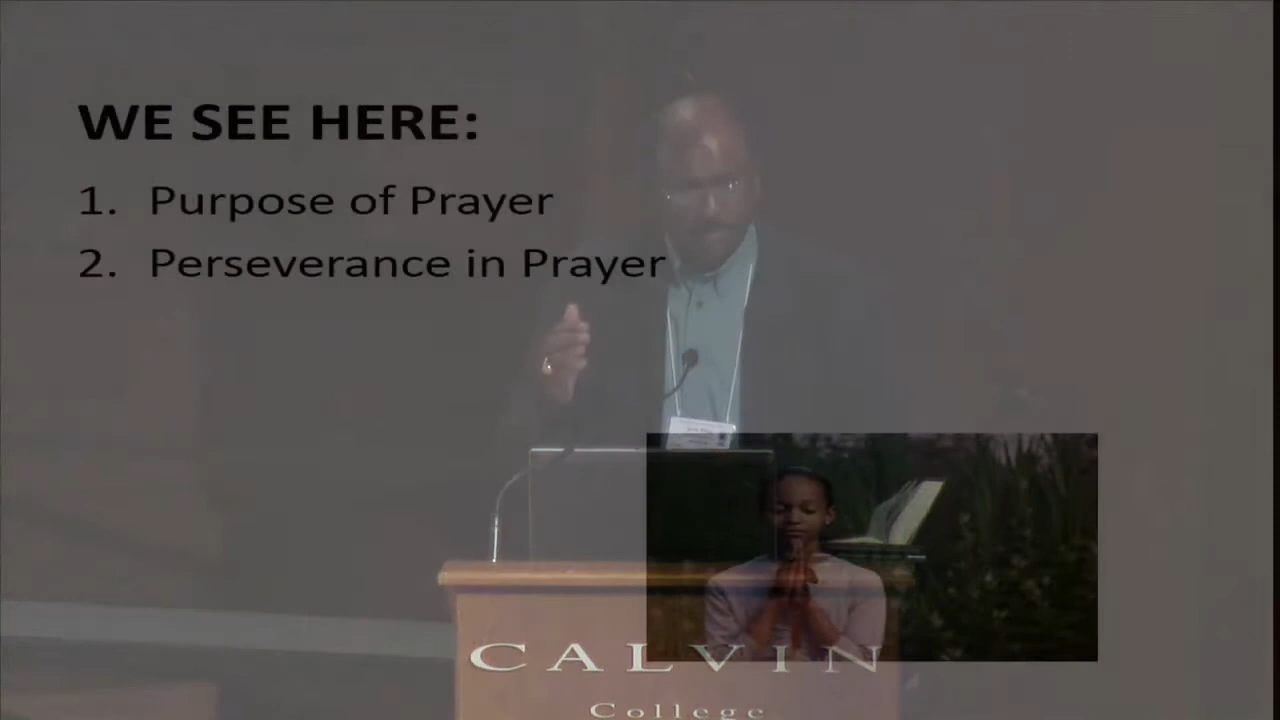 WE SEE HERE:
1. Purpose of Prayer
2. Perseverance in Prayer
CALVIN
College